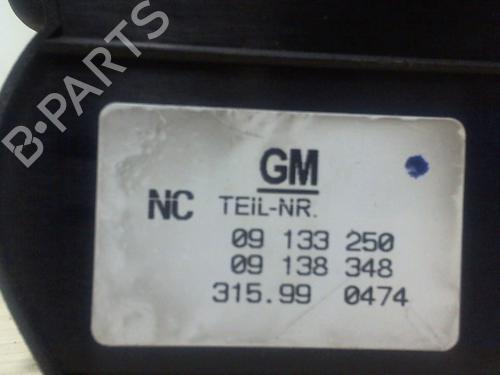 B-PARTS
GM
NC TEIL-NR.
09 133 250
09 138 348
315.99 0474